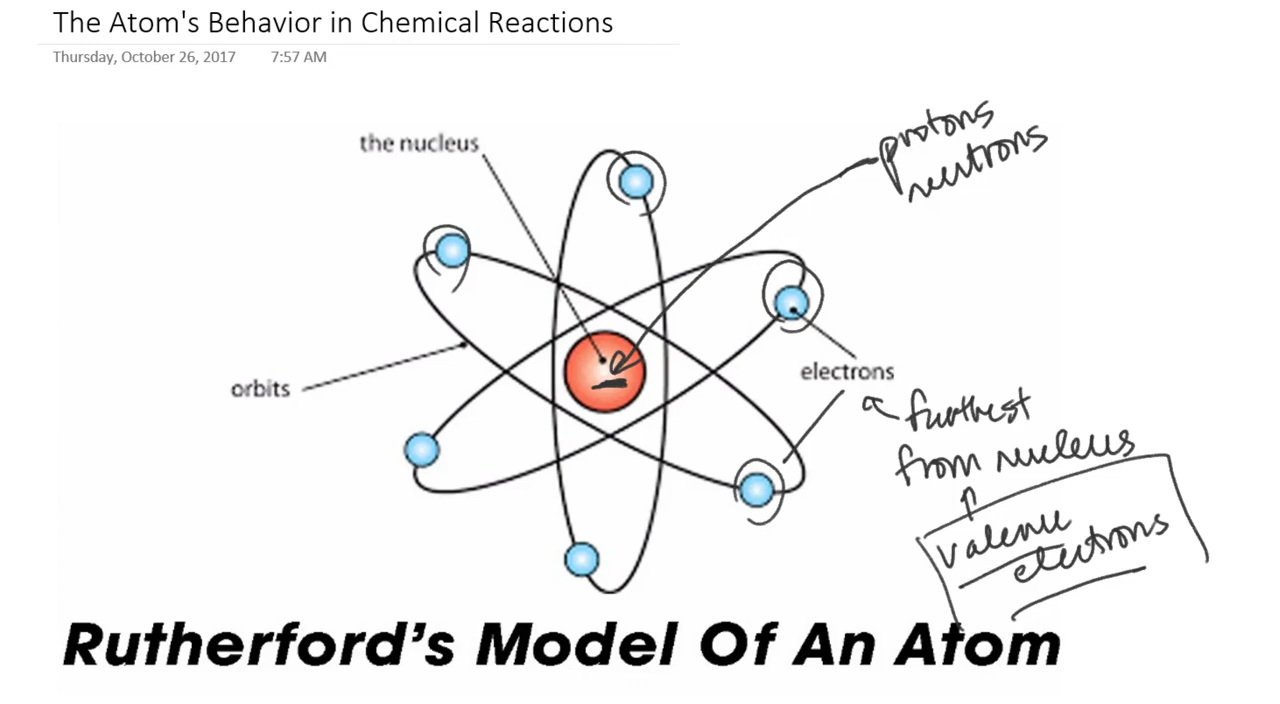 The Atom's Behavior in Chemical Reactions
Thursday, October 26, 2017 7:57 AM
the nucleus
protons
neutrons
orbits
electrons
furthest
from nucleus
valence
electrons
Rutherford's Model Of An Atom